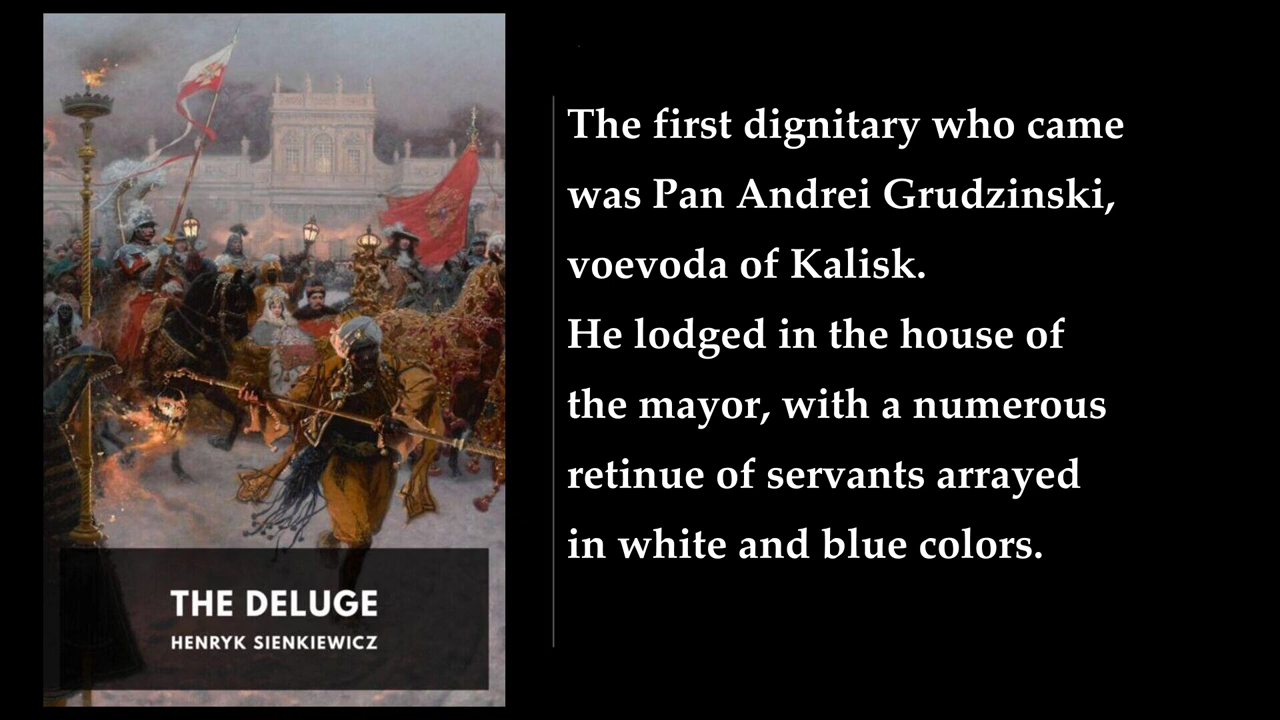 THE DELUGE
HENRYK SIENKIEWICZ
The first dignitary who came
was Pan Andrei Grudzinski,
voevoda of Kalisk.
He lodged in the house of
the mayor, with a numerous
retinue of servants arrayed
in white and blue colors.